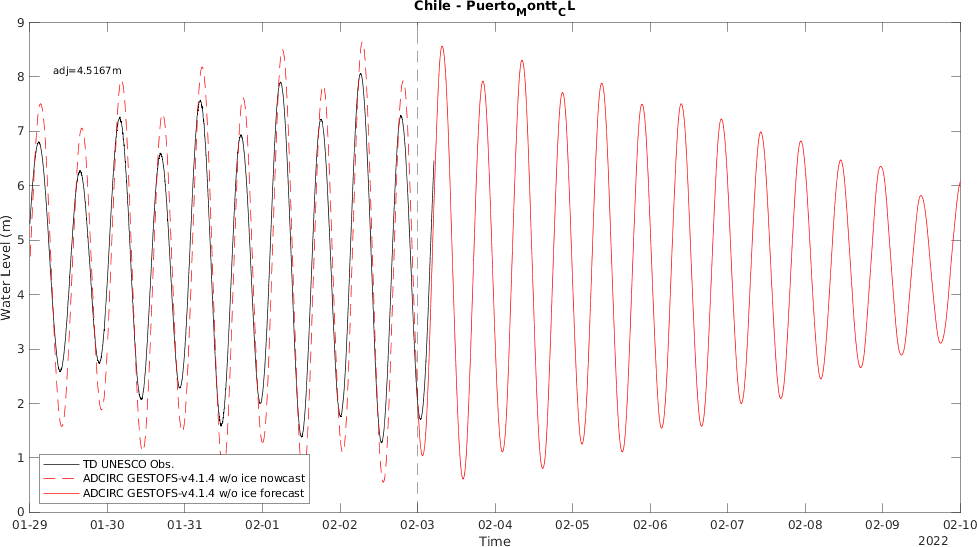 Chile - Puerto_Montt_CL
9
adj=4.5167m
8
7
6
5
4
3
2
1
0
Water Level (m)
TD UNESCO Obs.
ADCIRC GESTOFS-v4.1.4 w/o ice nowcast
ADCIRC GESTOFS-v4.1.4 w/o ice forecast
01-29 01-30 01-31 02-01 02-02 02-03 02-04 02-05 02-06 02-07 02-08 02-09 02-10
Time
2022